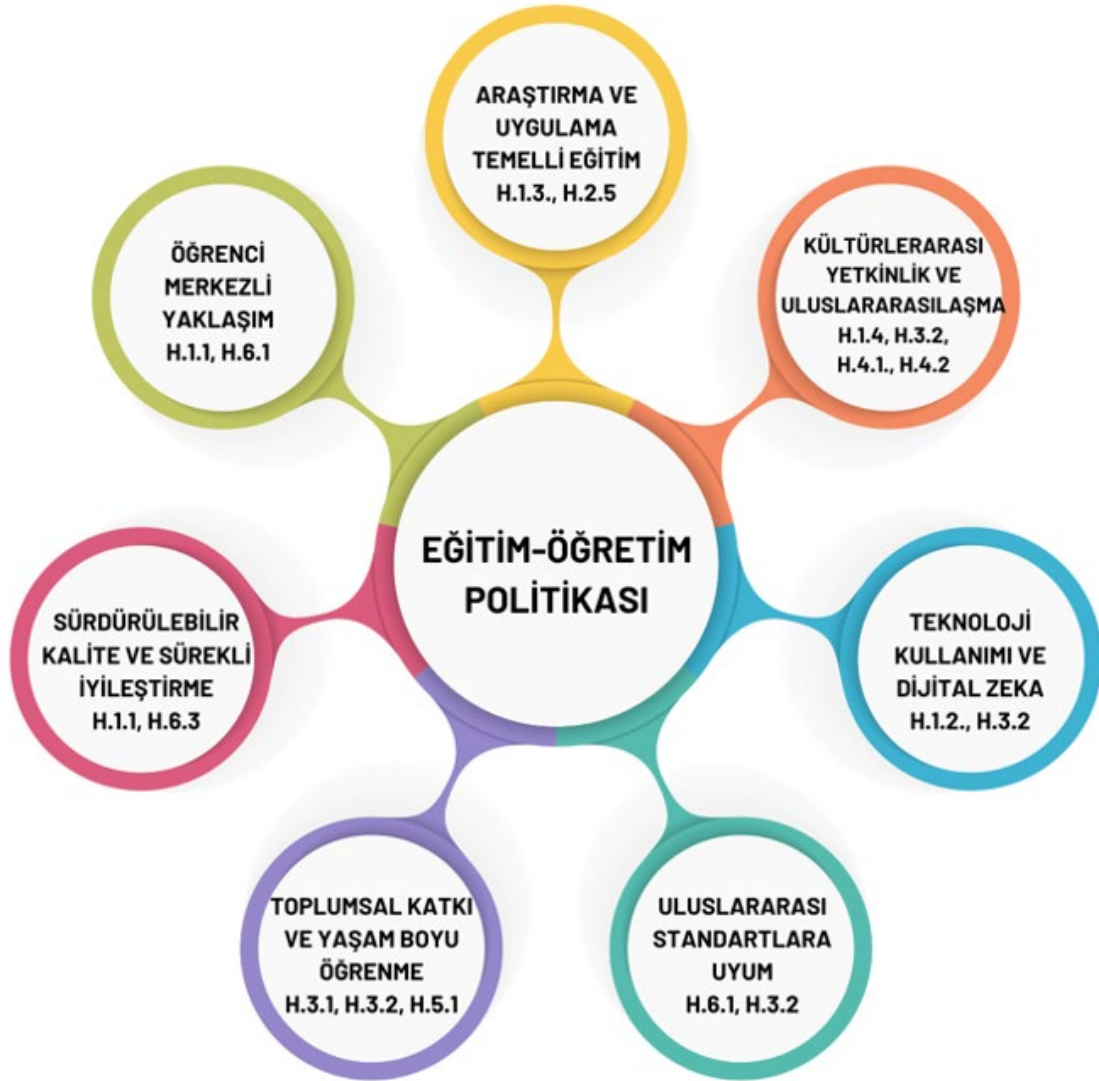 ARAŞTIRMA VE
UYGULAMA
TEMELLİ EĞİTİM
H.1.3., H.2.5
KÜLTÜRLERARASI
YETKİNLİK VE
ULUSLARARASILAŞMA
H.1.4, H.3.2,
H.4.1., H.4.2
TEKNOLOJİ
KULLANIMI VE
DİJİTAL ZEKA
H.1.2., H.3.2
ULUSLARARASI
STANDARTLARA
UYUM
H.6.1, H.3.2
TOPLUMSAL KATKI
VE YAŞAM BOYU
ÖĞRENME
H.3.1, H.3.2, H.5.1
SÜRDÜRÜLEBİLİR
KALİTE VE SÜREKLİ
İYİLEŞTİRME
H.1.1, H.6.3
ÖĞRENCİ
MERKEZLİ
YAKLAŞIM
H.1.1, H.6.1
EĞİTİM-ÖĞRETİM
POLİTİKASI